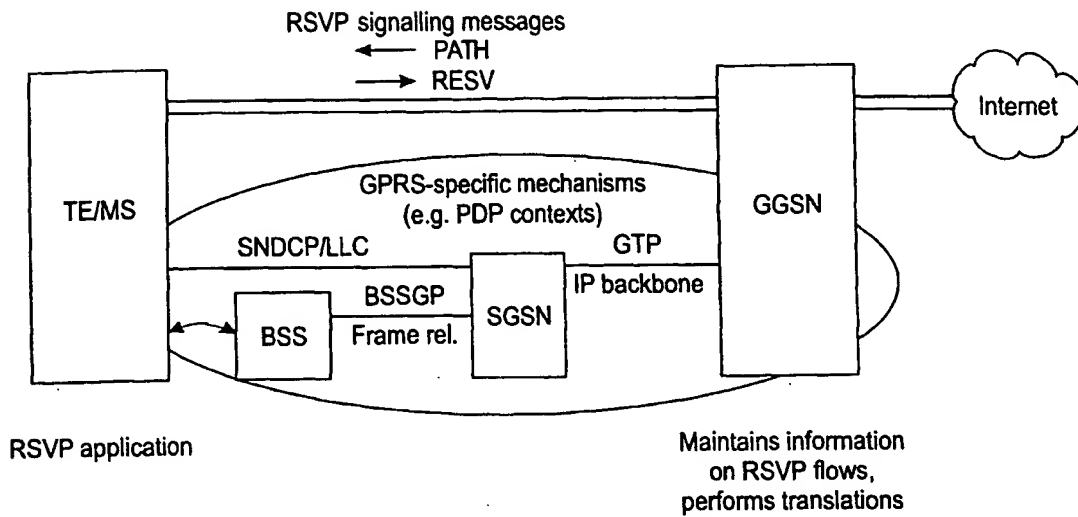 RSVP signalling messages
PATH
RESV
Internet
TE/MS
GPRS-specific mechanisms
(e.g. PDP contexts)
GGSN
SNDCP/LLC
GTP
IP backbone
BSSGP
SGSN
BSS
Frame rel.
RSVP application
Maintains information
on RSVP flows,
performs translations